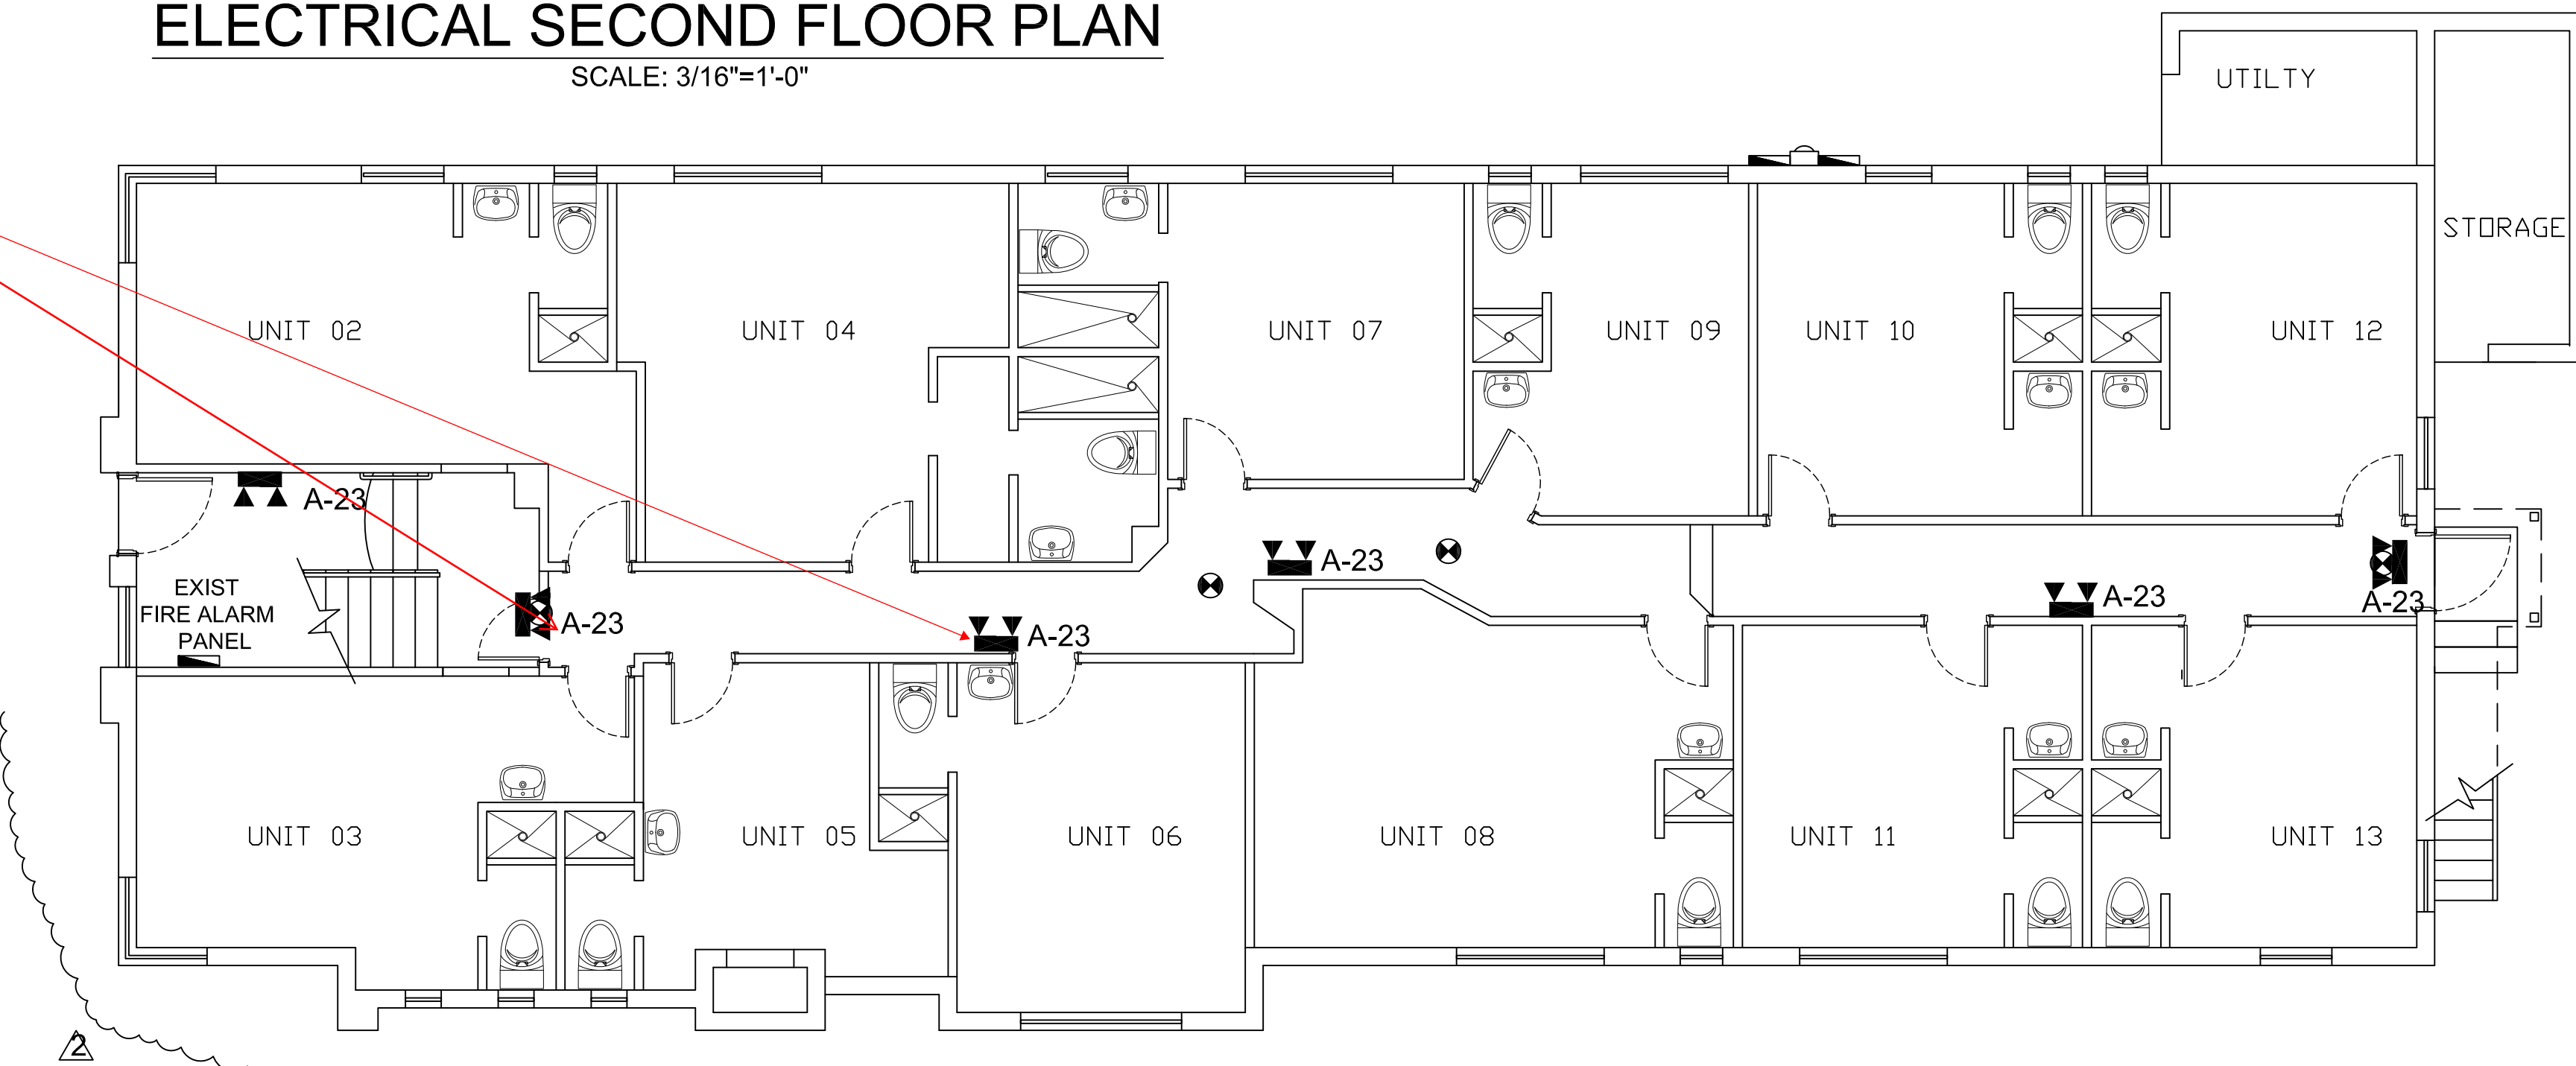 ELECTRICAL SECOND FLOOR PLAN
SCALE: 3/16"=1'-0"
UTILTY
STORAGE
UNIT 02
UNIT 04
UNIT 07
UNIT 09
UNIT 10
UNIT 12
A-23
A-23
A-23
A-23
A-23
A-23
EXIST
FIRE ALARM
PANEL
UNIT 03
UNIT 05
UNIT 06
UNIT 08
UNIT 11
UNIT 13
2